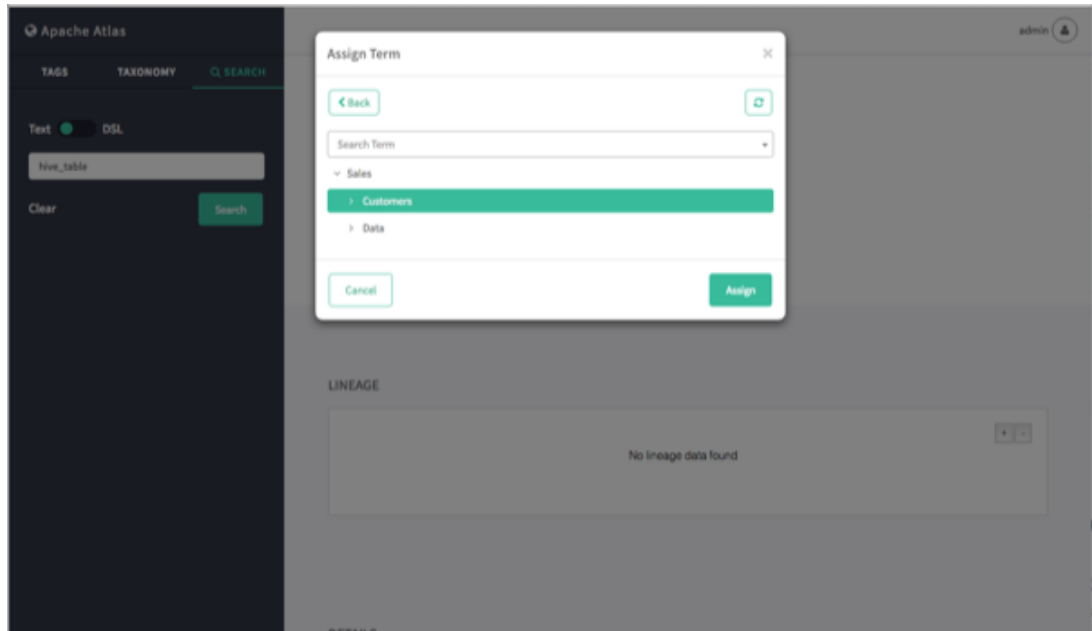 Apache Atlas
admin
TAGS TAXONOMY SEARCH
Text DSL
hive_table
Clear Search
Assign Term ×
Back
Search Term
Sales
Customers
Data
Cancel Assign
LINEAGE
+ -
No lineage data found